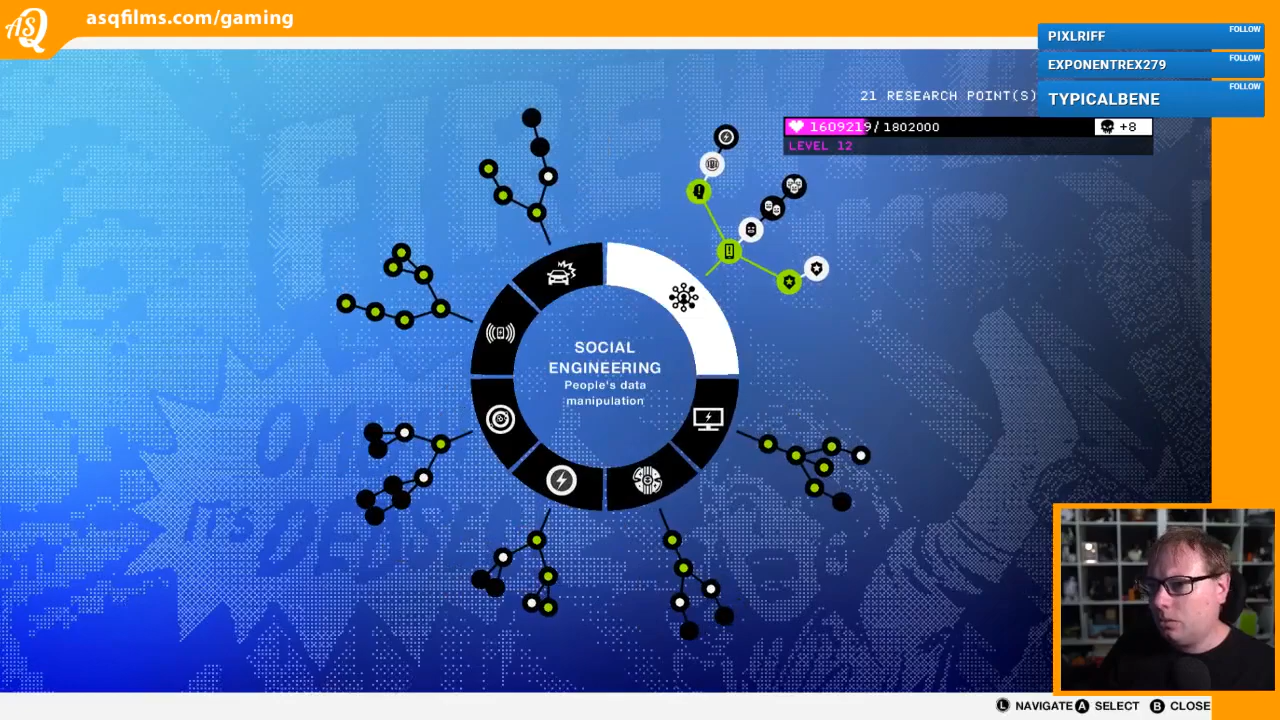 ASQ
asqfilms.com/gaming
PIXLRIFF
FOLLOW
EXPONENTREX279
FOLLOW
TYPICALBENE
FOLLOW
21 RESEARCH POINT(S)
1609219/1802000
+8
LEVEL 12
SOCIAL
ENGINEERING
People's data
manipulation
L NAVIGATE A SELECT B CLOSE